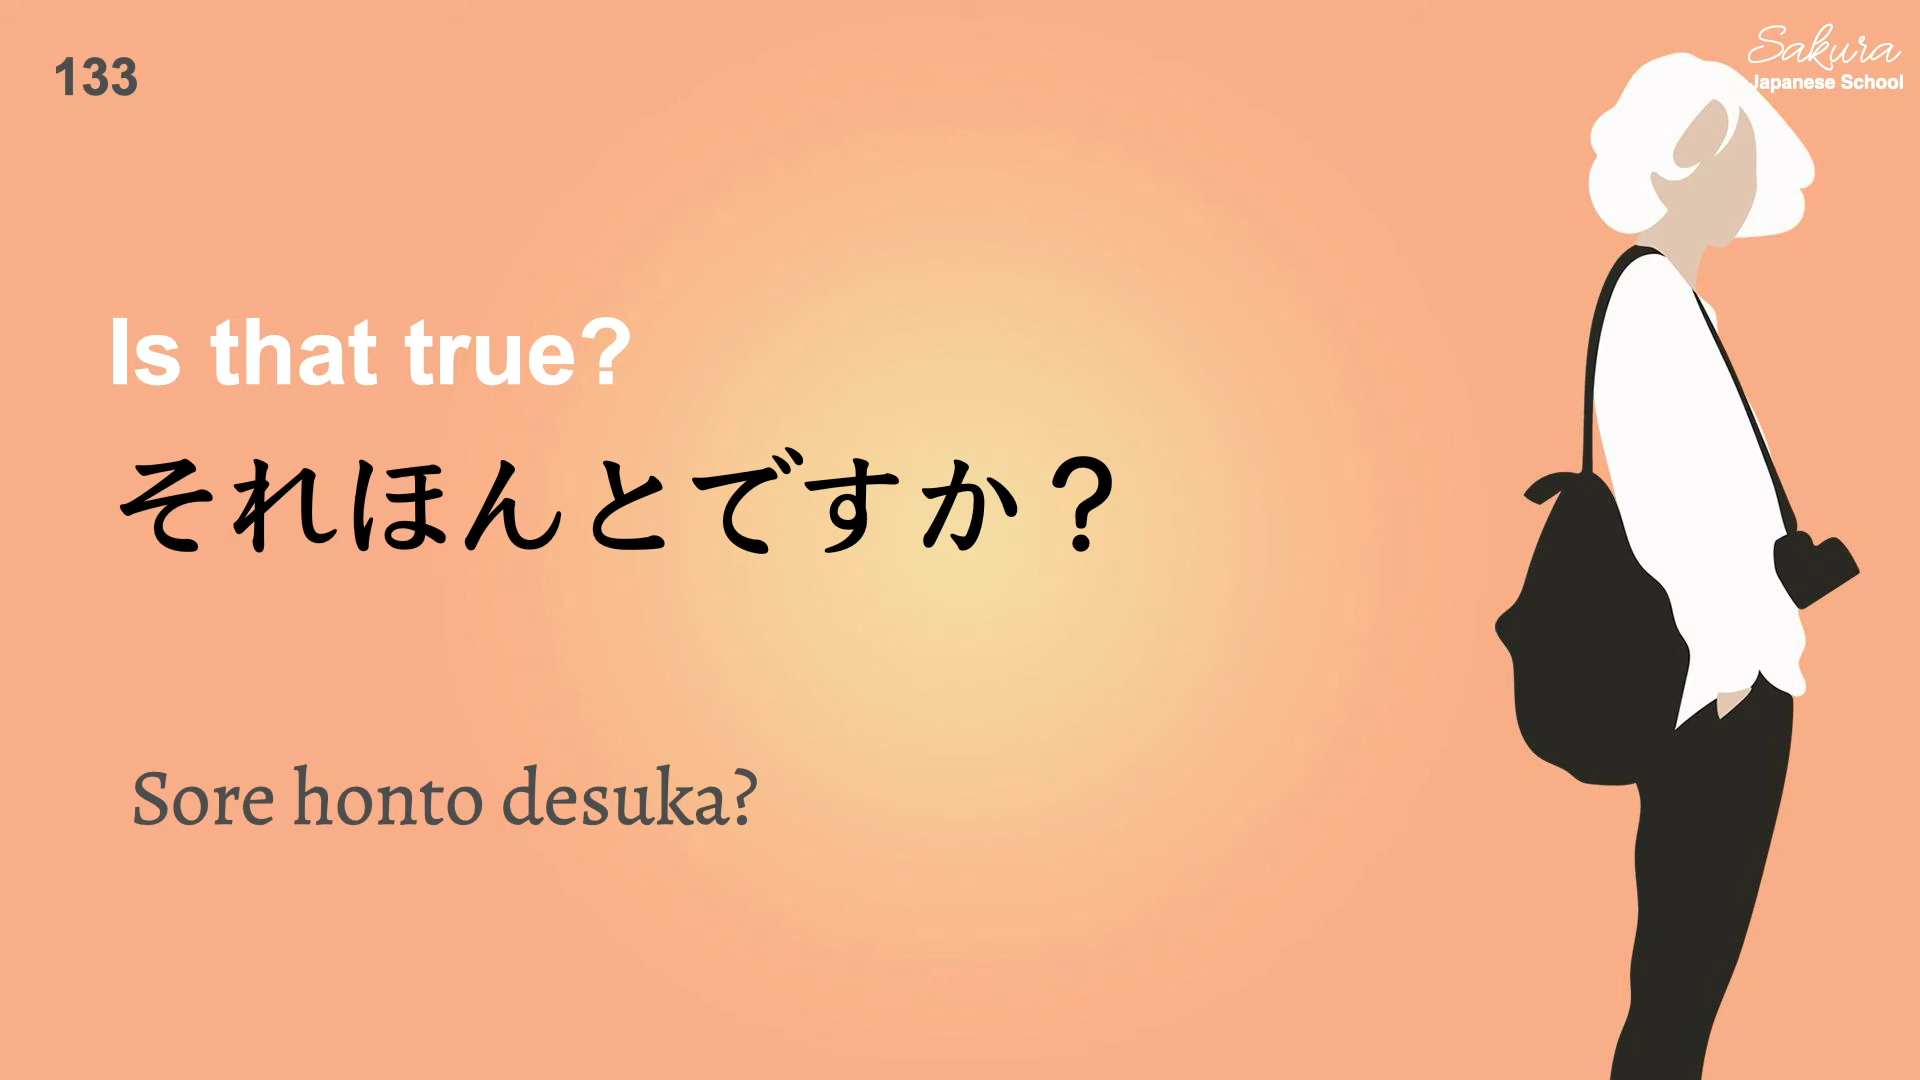 133
Sakura
Japanese School
Is that true?
それほんとですか？
Sore honto desuka?